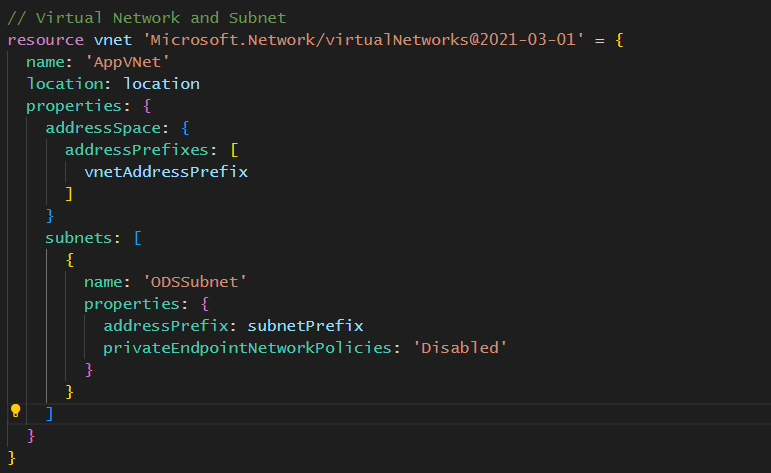 // Virtual Network and Subnet
resource vnet 'Microsoft.Network/virtualNetworks@2021-03-01' = {
  name: 'AppVNet'
  location: location
  properties: {
    addressSpace: {
      addressPrefixes: [
        vnetAddressPrefix
      ]
    }
    subnets: [
      {
        name: 'ODSSubnet'
        properties: {
          addressPrefix: subnetPrefix
          privateEndpointNetworkPolicies: 'Disabled'
        }
      }
    ]
  }
}